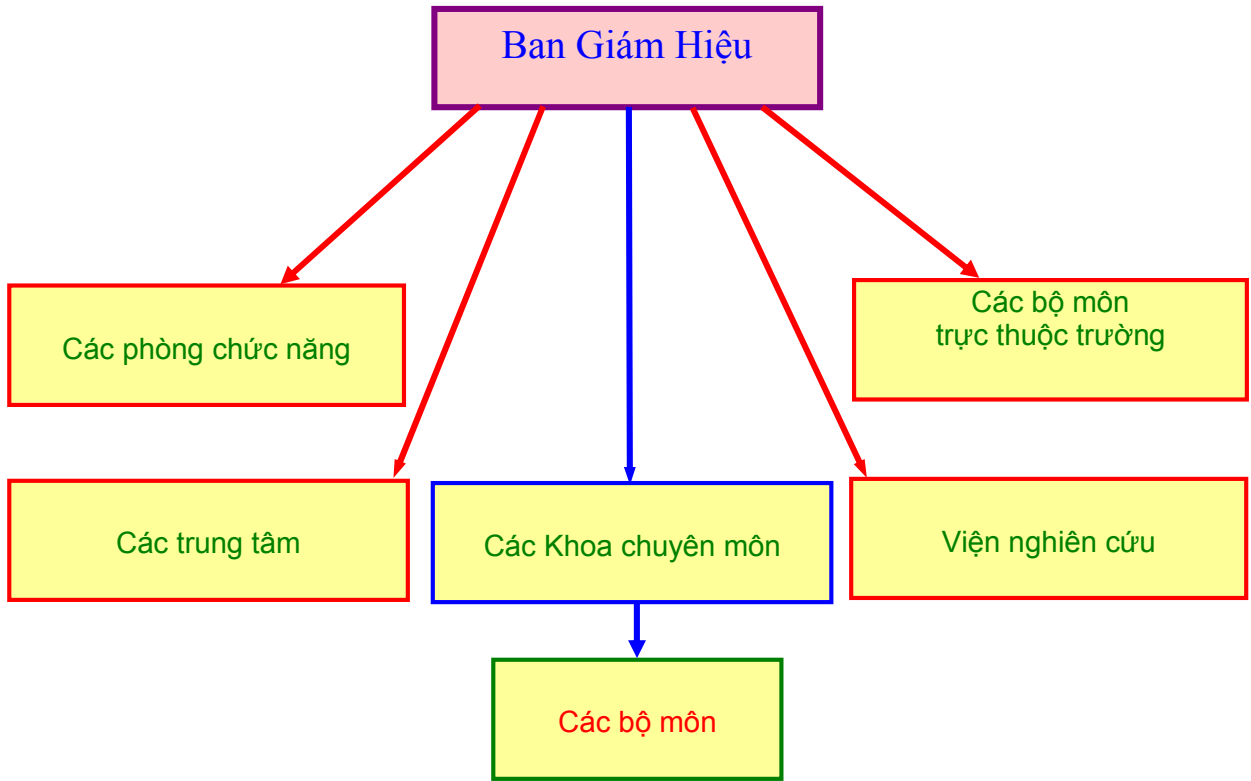 Ban Giám Hiệu
Các phòng chức năng
Các bộ môn
trực thuộc trường
Các trung tâm
Các Khoa chuyên môn
Viện nghiên cứu
Các bộ môn